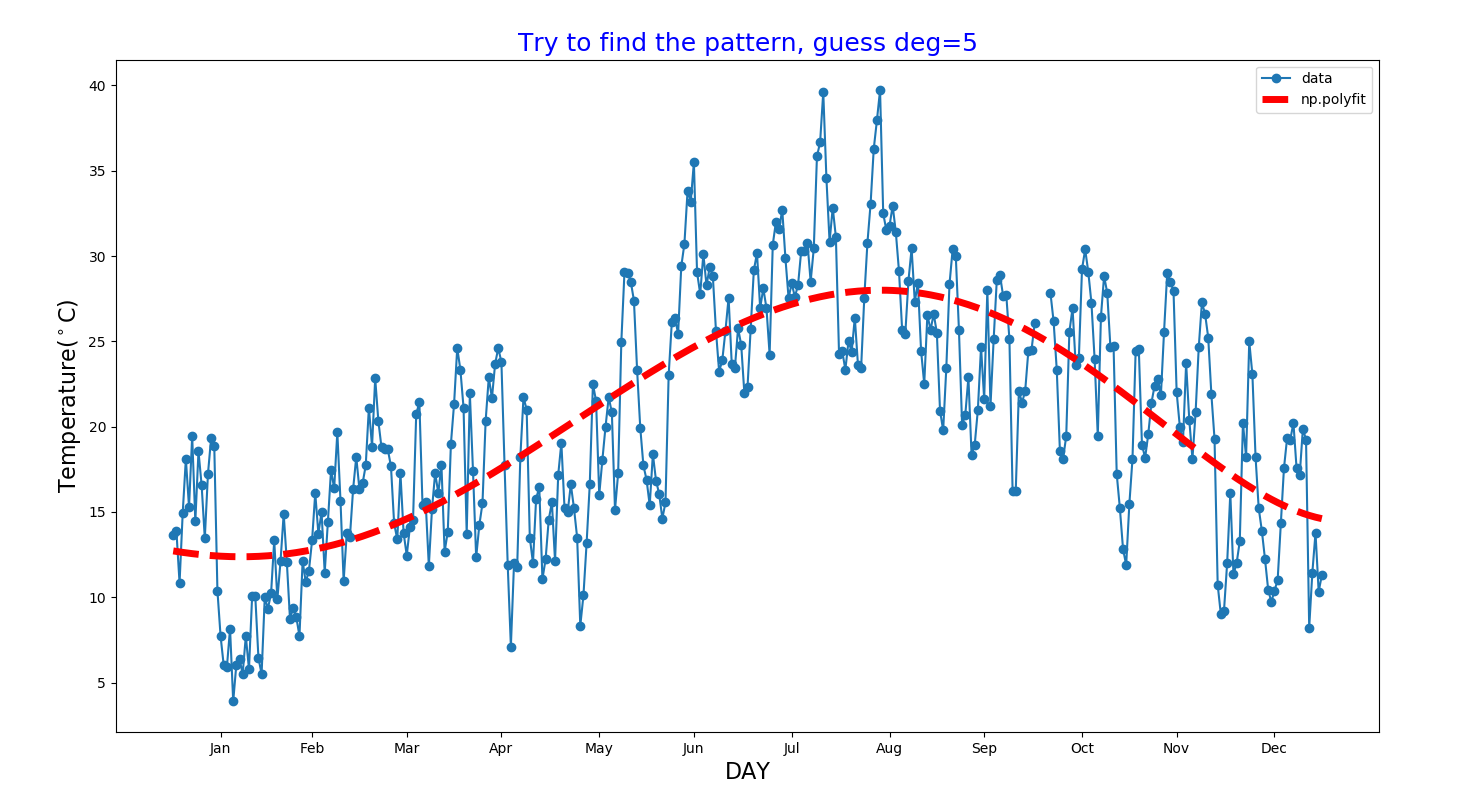 Try to find the pattern, guess deg=5
data
np.polyfit
40
35
30
25
20
15
10
5
Temperature(°C)
Jan Feb Mar Apr May Jun Jul Aug Sep Oct Nov Dec
DAY